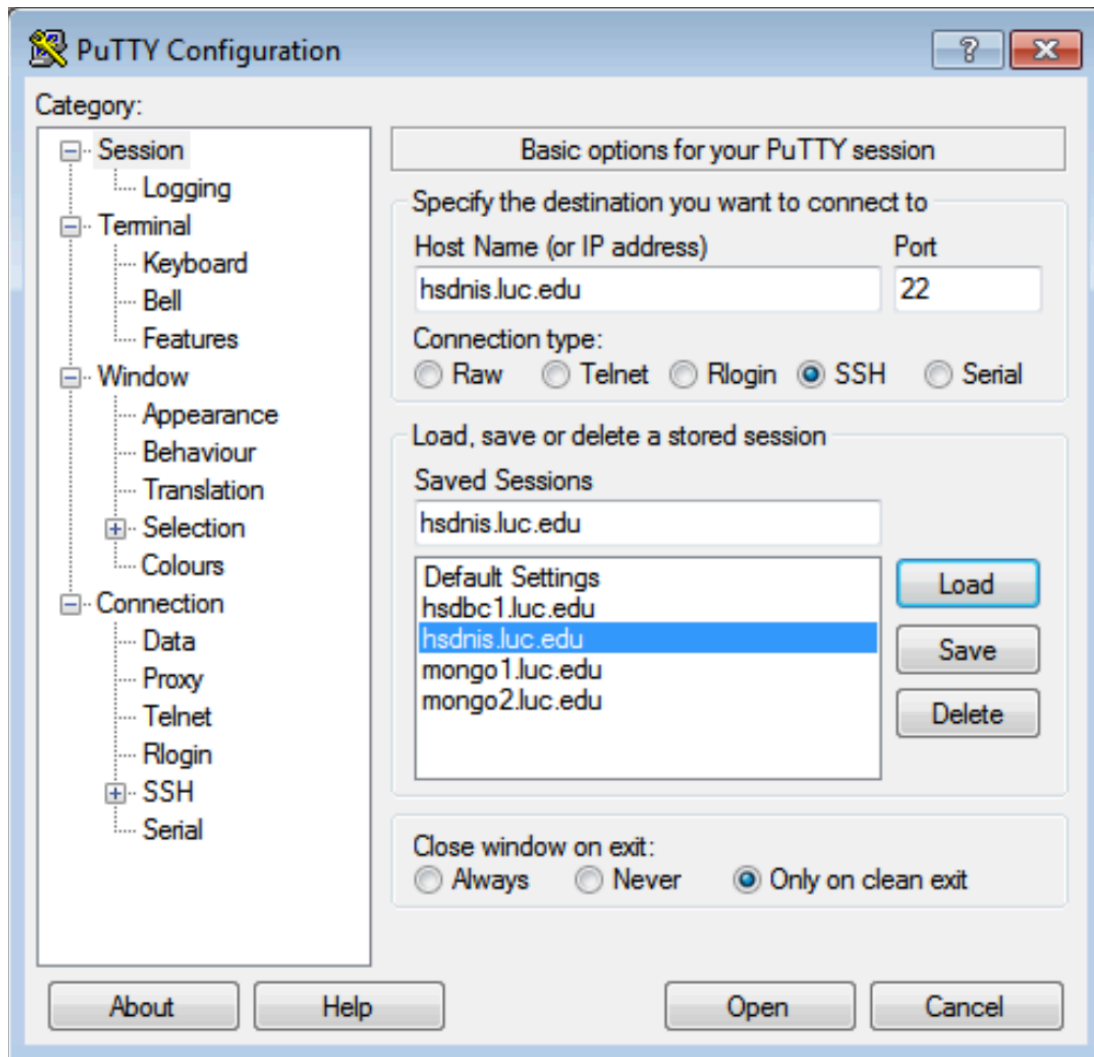 PuTTY Configuration
?
Category:
Session
Logging
Terminal
Keyboard
Bell
Features
Window
Appearance
Behaviour
Translation
Selection
Colours
Connection
Data
Proxy
Telnet
Rlogin
SSH
Serial
Basic options for your PuTTY session
Specify the destination you want to connect to
Host Name (or IP address) Port
hsdnis.luc.edu 22
Connection type:
Raw Telnet Rlogin SSH Serial
Load, save or delete a stored session
Saved Sessions
hsdnis.luc.edu
Default Settings
hsdbc1.luc.edu
hsdnis.luc.edu
mongo1.luc.edu
mongo2.luc.edu
Load
Save
Delete
Close window on exit:
Always Never Only on clean exit
About Help Open Cancel